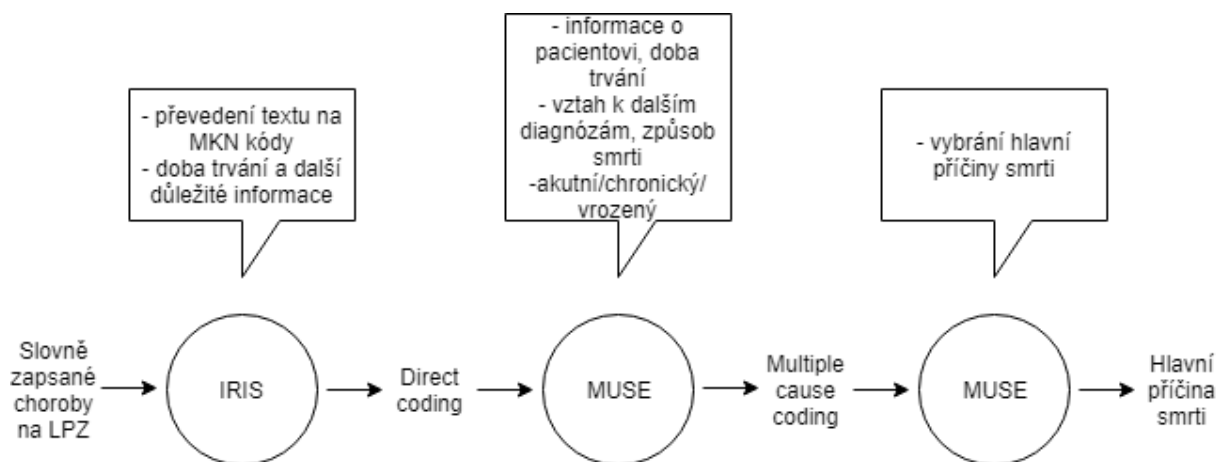 - převedení textu na
MKN kódy
- doba trvání a další
důležité informace
- informace o
pacientovi, doba
trvání
- vztah k dalším
diagnózám, způsob
smrti
-akutní/chronický/
vrozený
- vybrání hlavní
příčiny smrti
Slovně
zapsané
choroby
na LPZ
IRIS
Direct
coding
MUSE
Multiple
cause
coding
MUSE
Hlavní
příčina
smrti